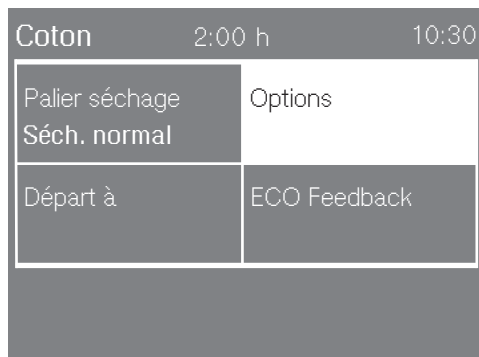 Coton 2:00 h 10:30
Palier séchage Options
Séch. normal
Départ à ECO Feedback